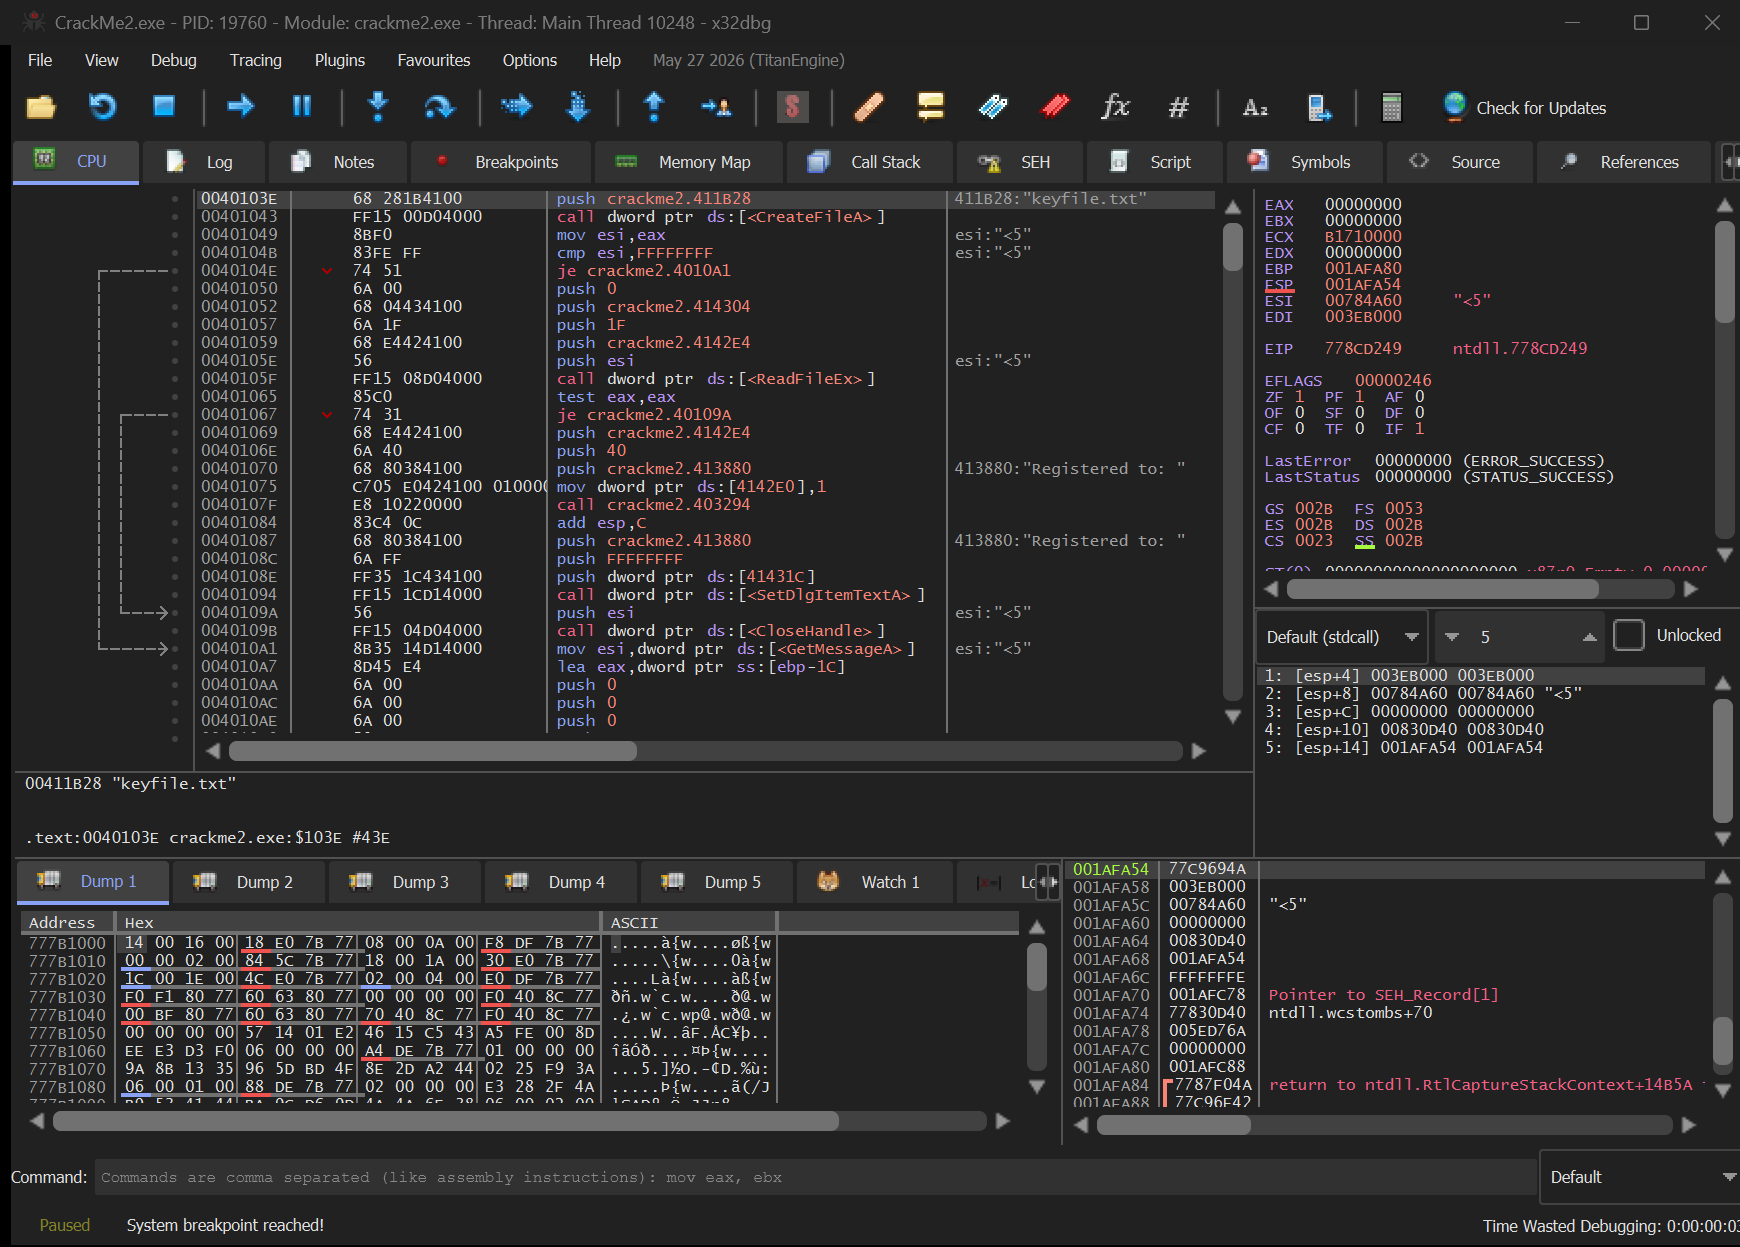 CrackMe2.exe - PID: 19760 - Module: crackme2.exe - Thread: Main Thread 10248 - x32dbg
File View Debug Tracing Plugins Favourites Options Help May 27 2026 (TitanEngine)
$ fx # A₂ Check for Updates
CPU Log Notes Breakpoints Memory Map Call Stack SEH Script Symbols Source References
0040103E 68 281B4100 push crackme2.411B28 411B28:"keyfile.txt"
00401043 FF15 00D04000 call dword ptr ds:[<CreateFileA>]
00401049 8BF0 mov esi,eax esi:"<5"
0040104B 83FE FF cmp esi,FFFFFFFF esi:"<5"
0040104E 74 51 je crackme2.4010A1
00401050 6A 00 push 0
00401052 68 04434100 push crackme2.414304
00401057 6A 1F push 1F
00401059 68 E4424100 push crackme2.4142E4
0040105E 56 push esi esi:"<5"
0040105F FF15 08D04000 call dword ptr ds:[<ReadFileEx>]
00401065 85C0 test eax,eax
00401067 74 31 je crackme2.40109A
00401069 68 E4424100 push crackme2.4142E4
0040106E 6A 40 push 40
00401070 68 80384100 push crackme2.413880 413880:"Registered to: "
00401075 C705 E0424100 01000 mov dword ptr ds:[4142E0],1
0040107F E8 10220000 call crackme2.403294
00401084 83C4 0C add esp,C
00401087 68 80384100 push crackme2.413880 413880:"Registered to: "
0040108C 6A FF push FFFFFFFF
0040108E FF35 1C434100 push dword ptr ds:[41431C]
00401094 FF15 1CD14000 call dword ptr ds:[<SetDlgItemTextA>]
0040109A 56 push esi esi:"<5"
0040109B FF15 04D04000 call dword ptr ds:[<CloseHandle>]
004010A1 8B35 14D14000 mov esi,dword ptr ds:[<GetMessageA>] esi:"<5"
004010A7 8D45 E4 lea eax,dword ptr ss:[ebp-1C]
004010AA 6A 00 push 0
004010AC 6A 00 push 0
004010AE 6A 00 push 0
EAX 00000000
EBX 00000000
ECX B1710000
EDX 00000000
EBP 001AFA80
ESP 001AFA54
ESI 00784A60 "<5"
EDI 003EB000
EIP 778CD249 ntdll.778CD249
EFLAGS 00000246
ZF 1 PF 1 AF 0
OF 0 SF 0 DF 0
CF 0 TF 0 IF 1
LastError 00000000 (ERROR_SUCCESS)
LastStatus 00000000 (STATUS_SUCCESS)
GS 002B FS 0053
ES 002B DS 002B
CS 0023 SS 002B
Default (stdcall) 5 Unlocked
1: [esp+4] 003EB000 003EB000
2: [esp+8] 00784A60 00784A60 "<5"
3: [esp+C] 00000000 00000000
4: [esp+10] 00830D40 00830D40
5: [esp+14] 001AFA54 001AFA54
00411B28 "keyfile.txt"
.text:0040103E crackme2.exe:$103E #43E
Dump 1 Dump 2 Dump 3 Dump 4 Dump 5 Watch 1 Lo
Address Hex ASCII
777B1000 14 00 16 00 18 E0 7B 77 08 00 0A 00 F8 DF 7B 77 .....à{w....øß{w
777B1010 00 00 02 00 84 5C 7B 77 18 00 1A 00 30 E0 7B 77 .....\{w....0à{w
777B1020 1C 00 1E 00 4C E0 7B 77 02 00 04 00 E0 DF 7B 77 ....Là{w....àß{w
777B1030 F0 F1 80 77 60 63 80 77 00 00 00 00 F0 40 8C 77 ðñ.w`c.w....ð@.w
777B1040 00 BF 80 77 60 63 80 77 70 40 8C 77 F0 40 8C 77 .¿.w`c.wp@.wð@.w
777B1050 00 00 00 00 57 14 01 E2 46 15 C5 43 A5 FE 00 8D ....W..âF.ÅC¥þ..
777B1060 EE E3 D3 F0 06 00 00 00 A4 DE 7B 77 01 00 00 00 îãÓð....¤Þ{w....
777B1070 9A 8B 13 35 96 5D BD 4F 8E 2D A2 44 02 25 F9 3A ...5.]½O.-¢D.%ù:
777B1080 06 00 01 00 88 DE 7B 77 02 00 00 00 E3 28 2F 4A .....Þ{w....ã(/J
001AFA54 77C9694A
001AFA58 003EB000
001AFA5C 00784A60 "<5"
001AFA60 00000000
001AFA64 00830D40
001AFA68 001AFA54
001AFA6C FFFFFFFE
001AFA70 001AFC78 Pointer to SEH_Record[1]
001AFA74 77830D40 ntdll.wcstombs+70
001AFA78 005ED76A
001AFA7C 00000000
001AFA80 001AFC88
001AFA84 7787F04A return to ntdll.RtlCaptureStackContext+14B5A
001AFA88 77C96E42
Command: Commands are comma separated (like assembly instructions): mov eax, ebx Default
Paused System breakpoint reached! Time Wasted Debugging: 0:00:00:03